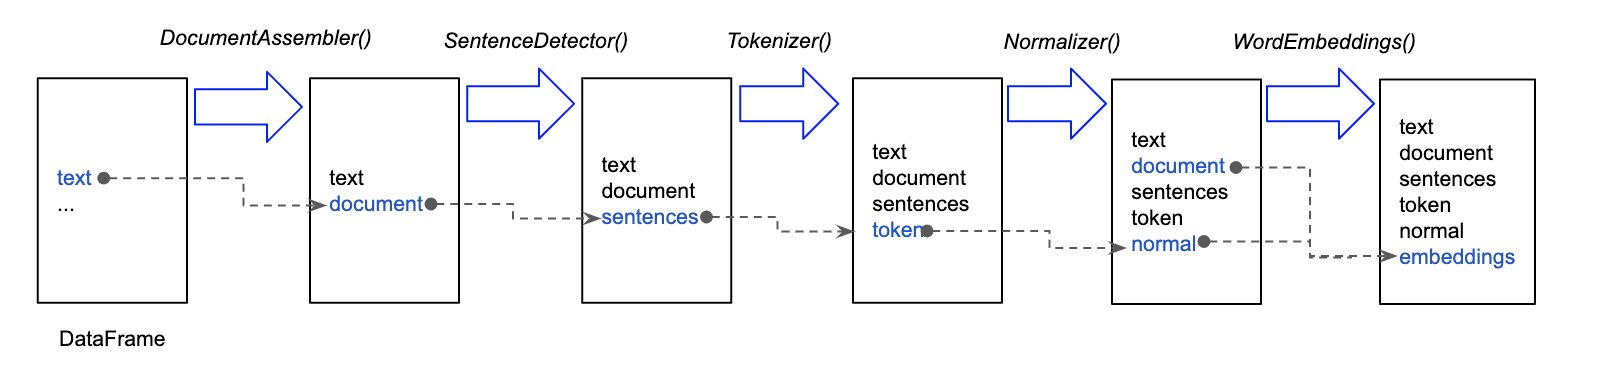 DocumentAssembler()
SentenceDetector()
Tokenizer()
Normalizer()
WordEmbeddings()
text
...
text
document
text
document
sentences
text
document
sentences
token
text
document
sentences
token
normal
text
document
sentences
token
normal
embeddings
DataFrame